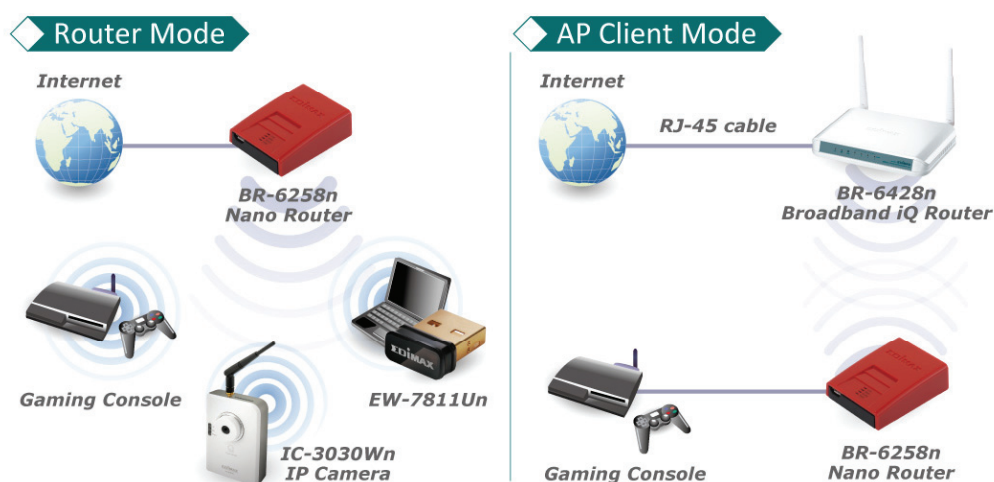 Router Mode
Internet
BR-6258n
Nano Router
Gaming Console
EDIMAX
EW-7811Un
IC-3030Wn
IP Camera
AP Client Mode
Internet
RJ-45 cable
BR-6428n
Broadband iQ Router
Gaming Console
EDIMAX
BR-6258n
Nano Router